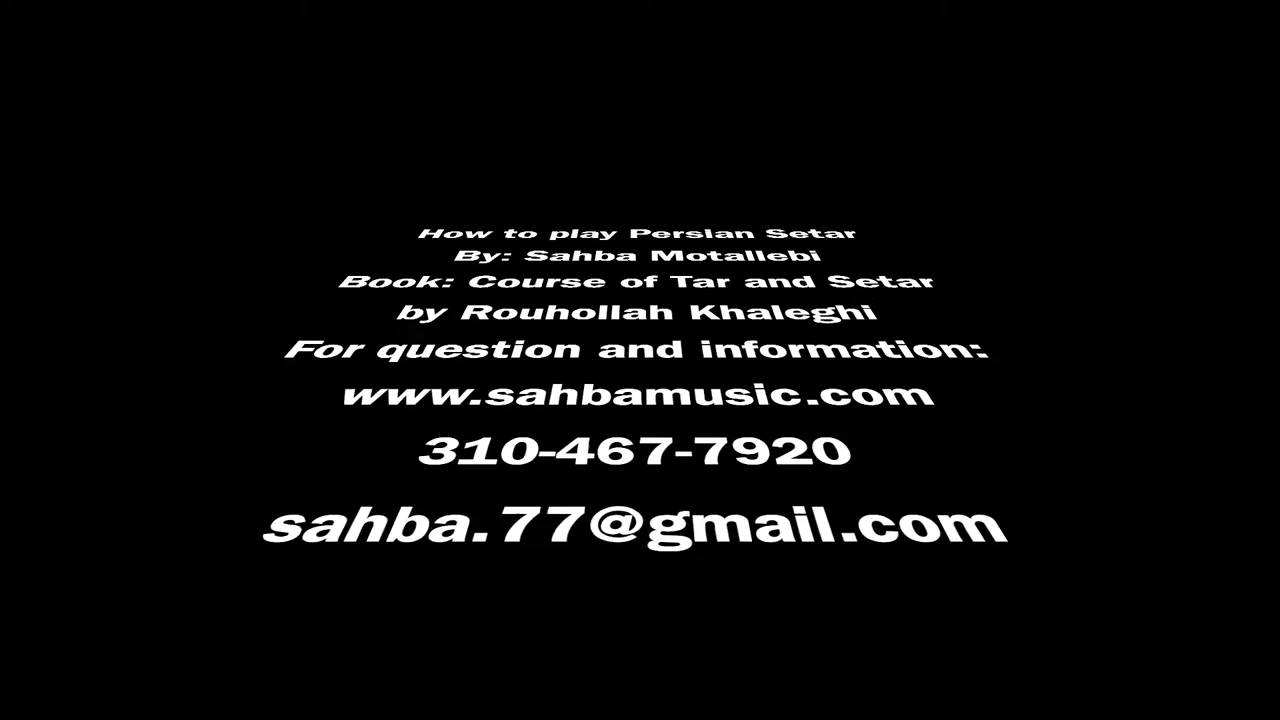 How to play Persian Setar
By: Sahba Motallebi
Book: Course of Tar and Setar
by Rouhollah Khaleghi
For question and information:
www.sahbamusic.com
310-467-7920
sahba.77@gmail.com